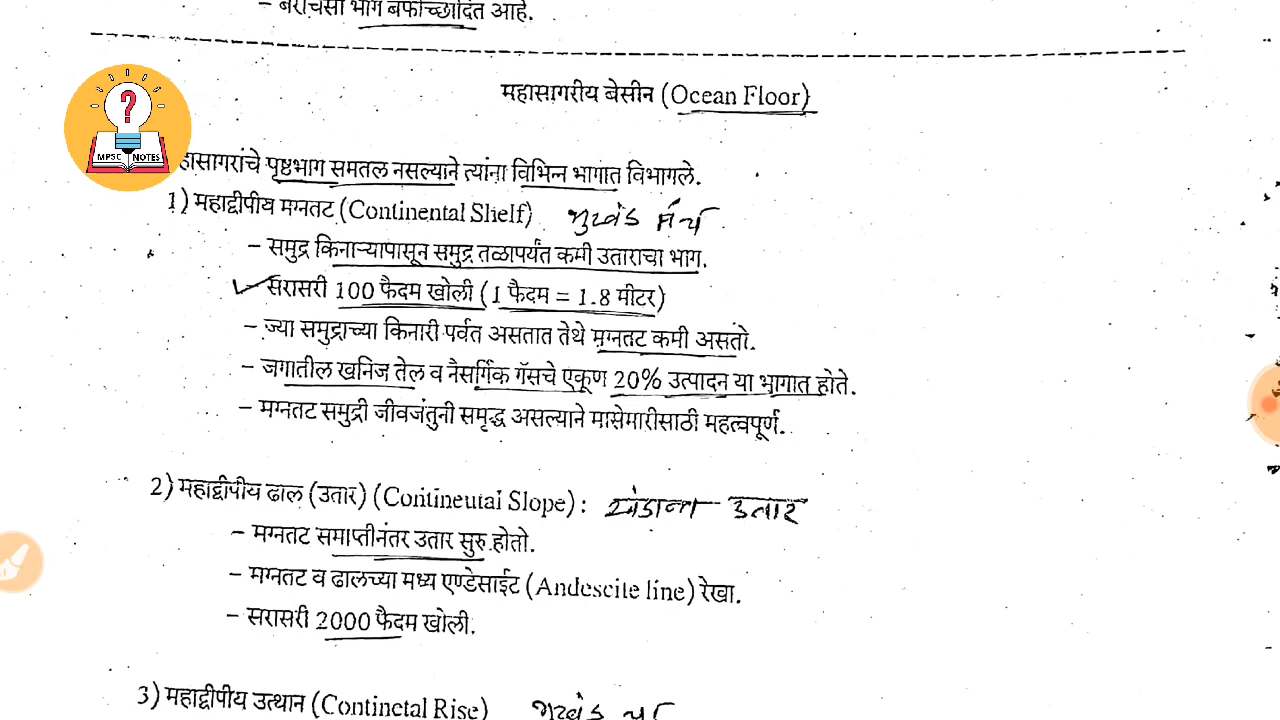 – बराचसा भाग बर्फाच्छादित आहे.
महासागरीय बेसीन (Ocean Floor)
MPSC NOTES
हासागरांचे पृष्ठभाग समतल नसल्याने त्यांना विभिन्न भागात विभागले.
1) महाद्वीपीय मग्नतट (Continental Shelf) भुखंड मंच
– समुद्र किनाऱ्यापासून समुद्र तळापर्यंत कमी उताराचा भाग.
सरासरी 100 फैदम खोली (1 फैदम = 1.8 मीटर)
– ज्या समुद्राच्या किनारी पर्वत असतात तेथे मग्नतट कमी असतो.
– जगातील खनिज तेल व नैसर्गिक गॅसचे एकूण 20% उत्पादन या भागात होते.
– मग्नतट समुद्री जीवजंतुनी समृद्ध असल्याने मासेमारीसाठी महत्वपूर्ण.
2) महाद्वीपीय ढाल (उतार) (Contineutal Slope) : खंडान्त उतार
– मग्नतट समाप्तीनंतर उतार सुरु होतो.
– मग्नतट व ढालच्या मध्य एण्डेसाईट (Andescite line) रेखा.
– सरासरी 2000 फैदम खोली.
3) महाद्वीपीय उत्थान (Continctal Rise) भुखंड